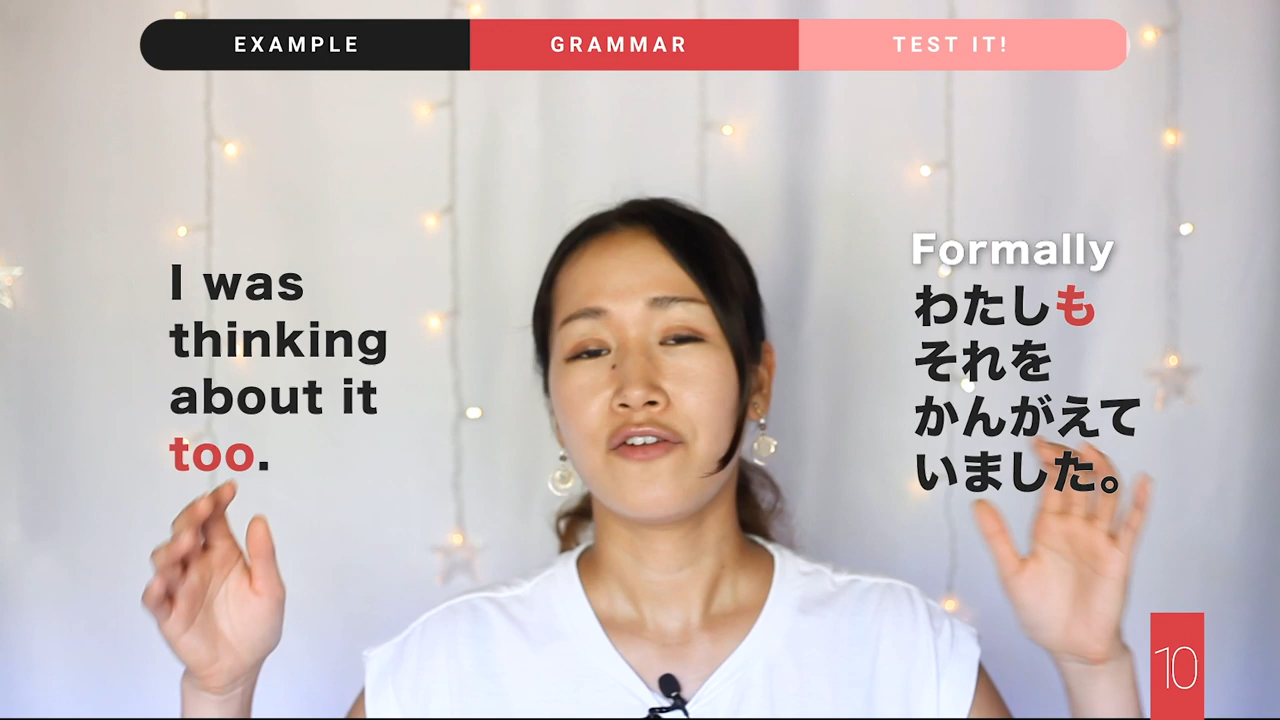 EXAMPLE
GRAMMAR
TEST IT!
I was
thinking
about it
too.
Formally
わたしも
それを
かんがえて
いました。
10